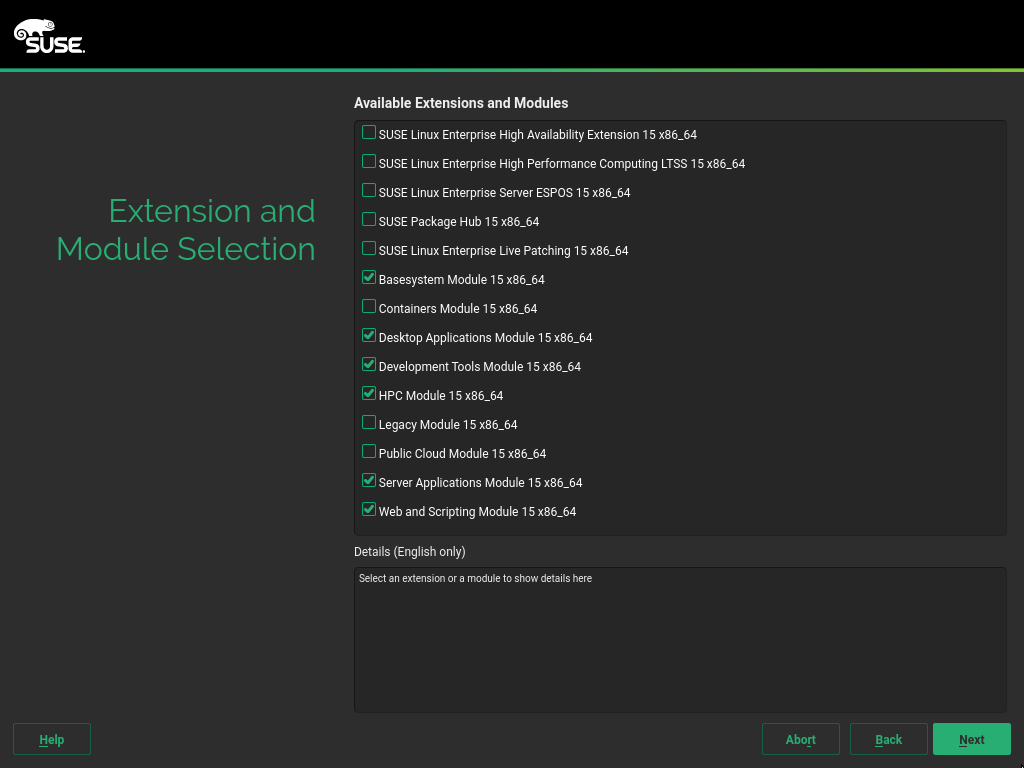 SUSE
Available Extensions and Modules
Extension and
Module Selection
SUSE Linux Enterprise High Availability Extension 15 x86_64
SUSE Linux Enterprise High Performance Computing LTSS 15 x86_64
SUSE Linux Enterprise Server ESPOS 15 x86_64
SUSE Package Hub 15 x86_64
SUSE Linux Enterprise Live Patching 15 x86_64
Basesystem Module 15 x86_64
Containers Module 15 x86_64
Desktop Applications Module 15 x86_64
Development Tools Module 15 x86_64
HPC Module 15 x86_64
Legacy Module 15 x86_64
Public Cloud Module 15 x86_64
Server Applications Module 15 x86_64
Web and Scripting Module 15 x86_64
Details (English only)
Select an extension or a module to show details here
Help
Abort
Back
Next